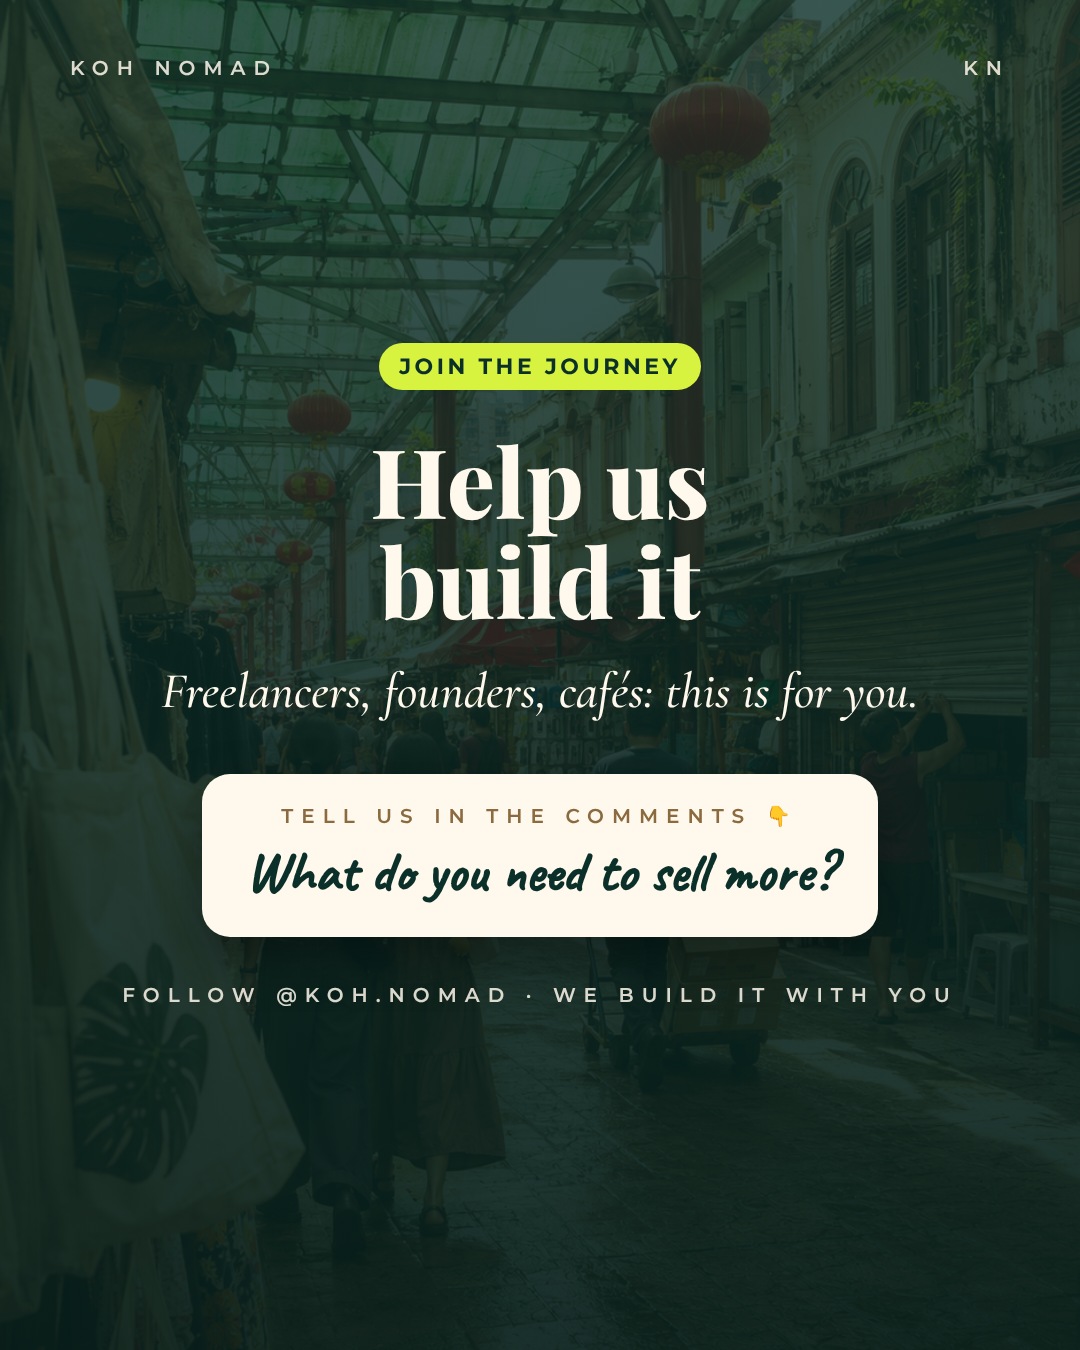 KOH NOMAD
KN
JOIN THE JOURNEY
Help us
build it
Freelancers, founders, cafés: this is for you.
TELL US IN THE COMMENTS 👇
What do you need to sell more?
FOLLOW @KOH.NOMAD · WE BUILD IT WITH YOU